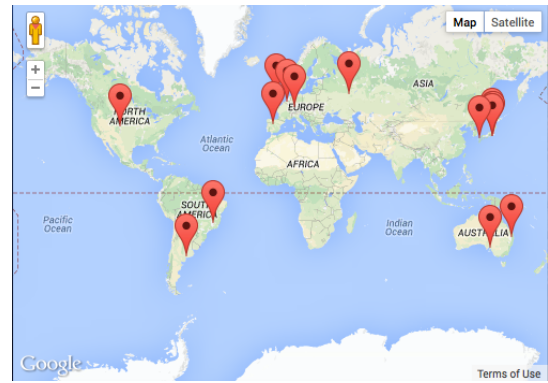 Map Satellite
+
−
ASIA
NORTH
AMERICA
EUROPE
Atlantic
Ocean
AFRICA
Pacific
Ocean
SOUTH
AMERICA
Indian
Ocean
AUSTRALIA
Google
Terms of Use